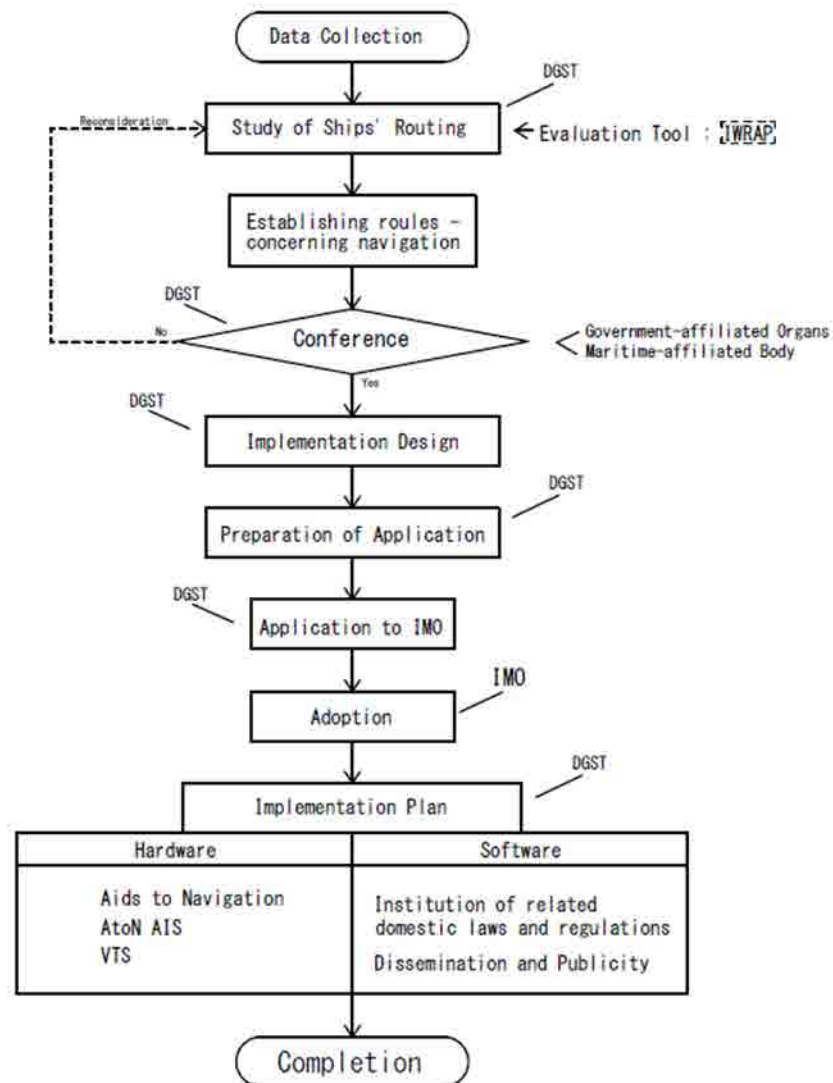 Data Collection
DGST
Reconsideration
Study of Ships' Routing
Evaluation Tool : IWRAP
Establishing roules -
concerning navigation
DGST
No
Conference
Government-affiliated Organs
Maritime-affiliated Body
Yes
DGST
Implementation Design
DGST
Preparation of Application
DGST
Application to IMO
IMO
Adoption
DGST
Implementation Plan
Hardware
Software
Aids to Navigation
AtoN AIS
VTS
Institution of related
domestic laws and regulations
Dissemination and Publicity
Completion